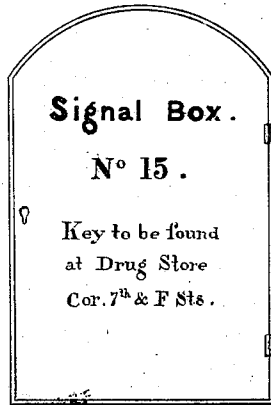 Signal Box.
No 15.
Key to be found
at Drug Store
Cor. 7th & F Sts.